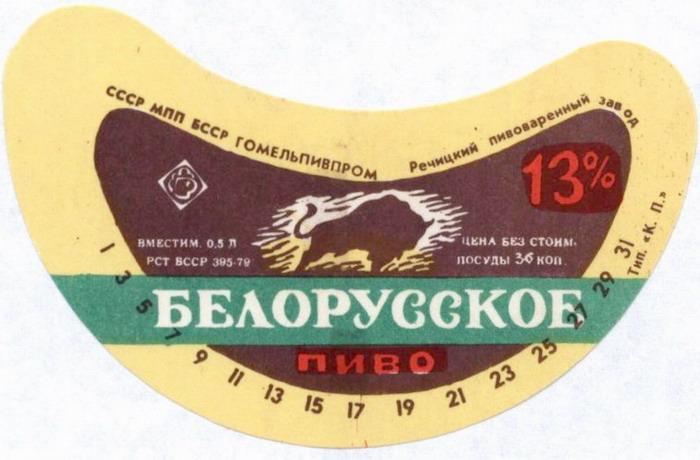 СССР МПП БССР ГОМЕЛЬПИВПРОМ
Речицкий пивоваренный завод
13%
ВМЕСТИМ. 0,5 Л
РСТ БССР 395-79
ЦЕНА БЕЗ СТОИМ.
ПОСУДЫ 36 КОП.
БЕЛОРУССКОЕ
ПИВО
1 3 5 7 9 11 13 15 17 19 21 23 25 27 29 31
Тип. «К. П.»